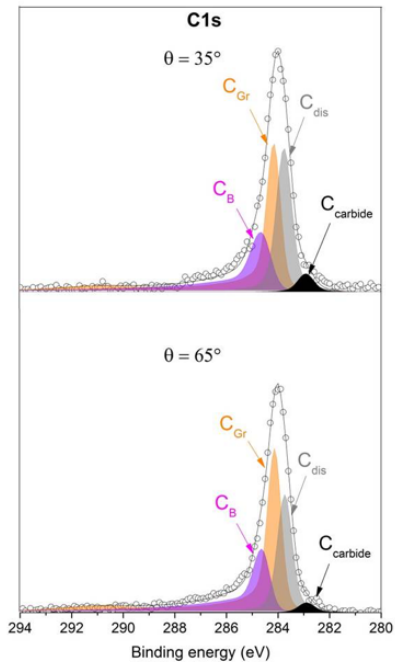 C1s
θ = 35°
C_Gr
C_dis
C_B
C_carbide
θ = 65°
C_Gr
C_dis
C_B
C_carbide
294 292 290 288 286 284 282 280
Binding energy (eV)